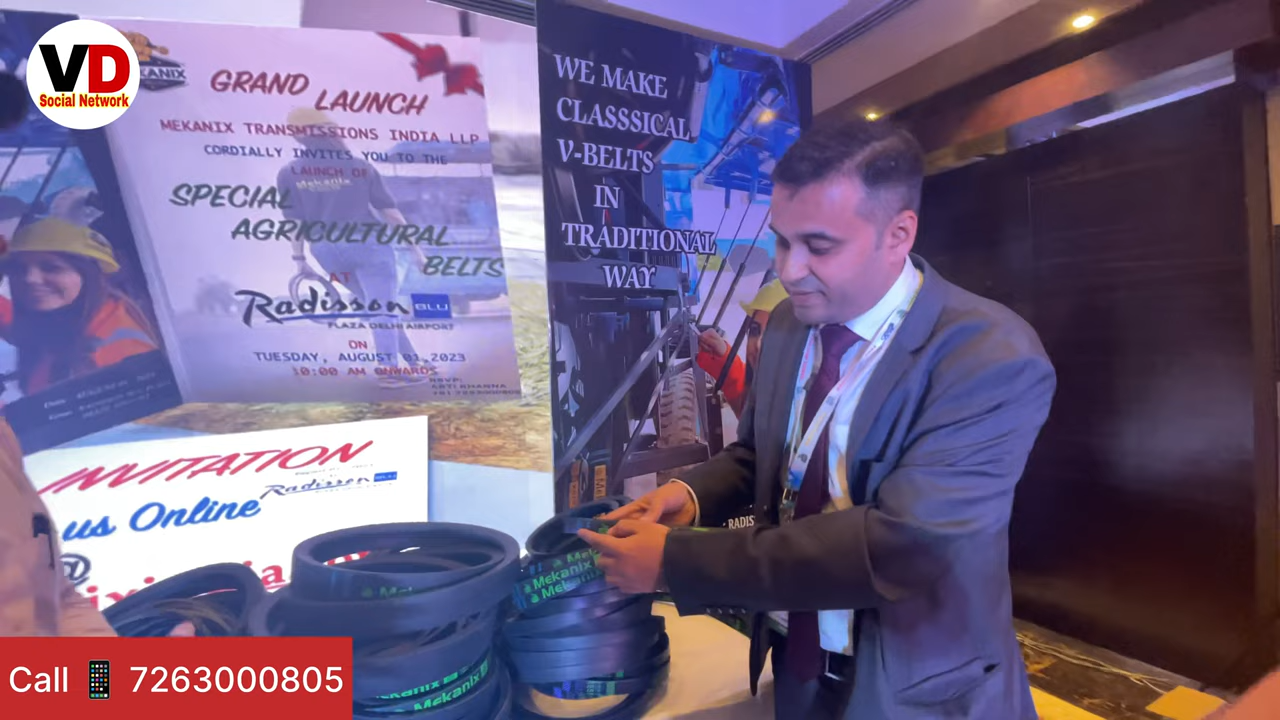 VD
Social Network
GRAND
LAUNCH
MEKANIX TRANSMISSIONS INDIA LLP
CORDIALLY INVITES YOU TO THE
LAUNCH OF
SPECIAL
AGRICULTURAL
BELTS
AT
Radisson BLU
PLAZA DELHI AIRPORT
ON
TUESDAY, AUGUST 01,2023
10:00 AM ONWARDS
RSVP:
WE MAKE
CLASSSICAL
V-BELTS
IN
TRADITIONAL
WAY
INVITATION
Radisson
us Online
@
Mekanix
Mekanix
Mekanix
Mekanix
Call 7263000805